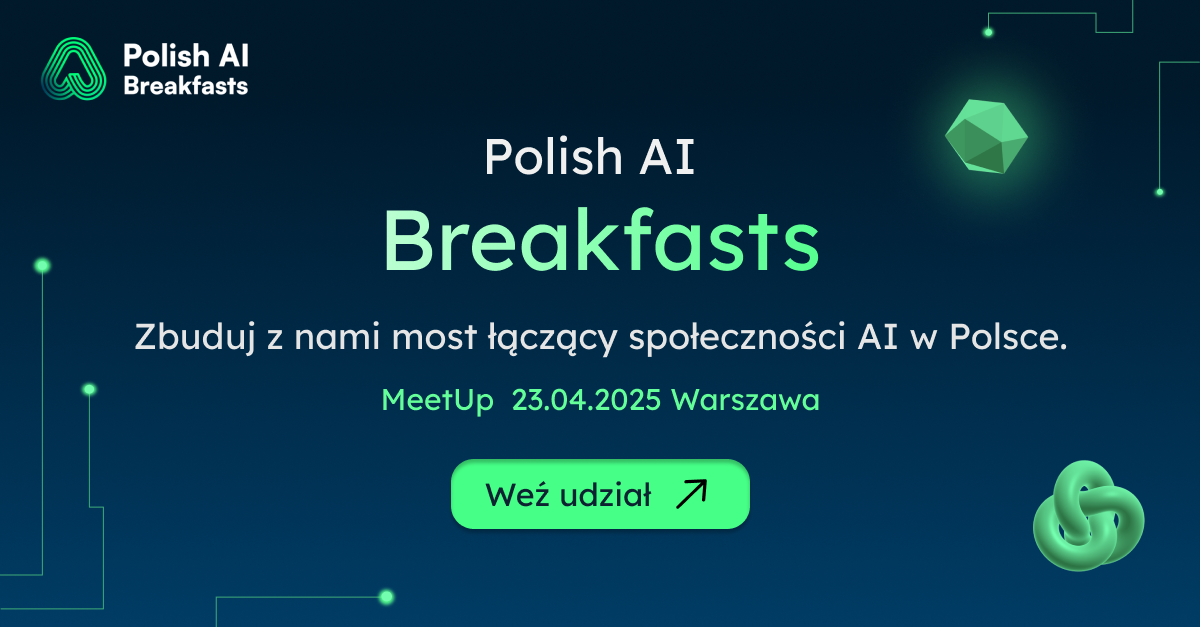 Polish AI
Breakfasts
Polish AI
Breakfasts
Zbuduj z nami most łączący społeczności AI w Polsce.
MeetUp 23.04.2025 Warszawa
Weź udział